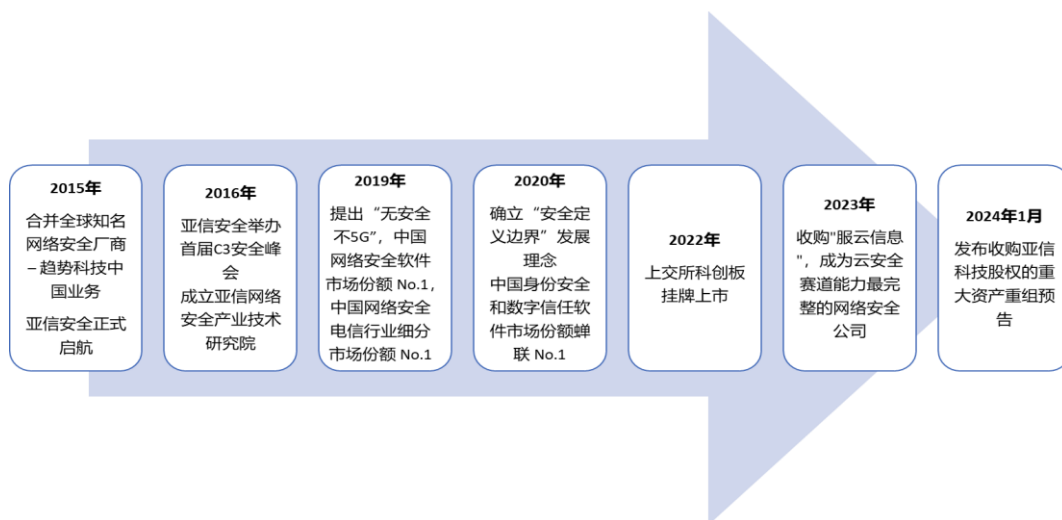 2015年
合并全球知名
网络安全厂商
– 趋势科技中
国业务
亚信安全正式
启航
2016年
亚信安全举办
首届C3安全峰
会
成立亚信网络
安全产业技术
研究院
2019年
提出“无安全
不5G”，中国
网络安全软件
市场份额 No.1，
中国网络安全
电信行业细分
市场份额 No.1
2020年
确立“安全定
义边界”发展
理念
中国身份安全
和数字信任软
件市场份额蝉
联 No.1
2022年
上交所科创板
挂牌上市
2023年
收购"服云信息
"，成为云安全
赛道能力最完
整的网络安全
公司
2024年1月
发布收购亚信
科技股权的重
大资产重组预
告